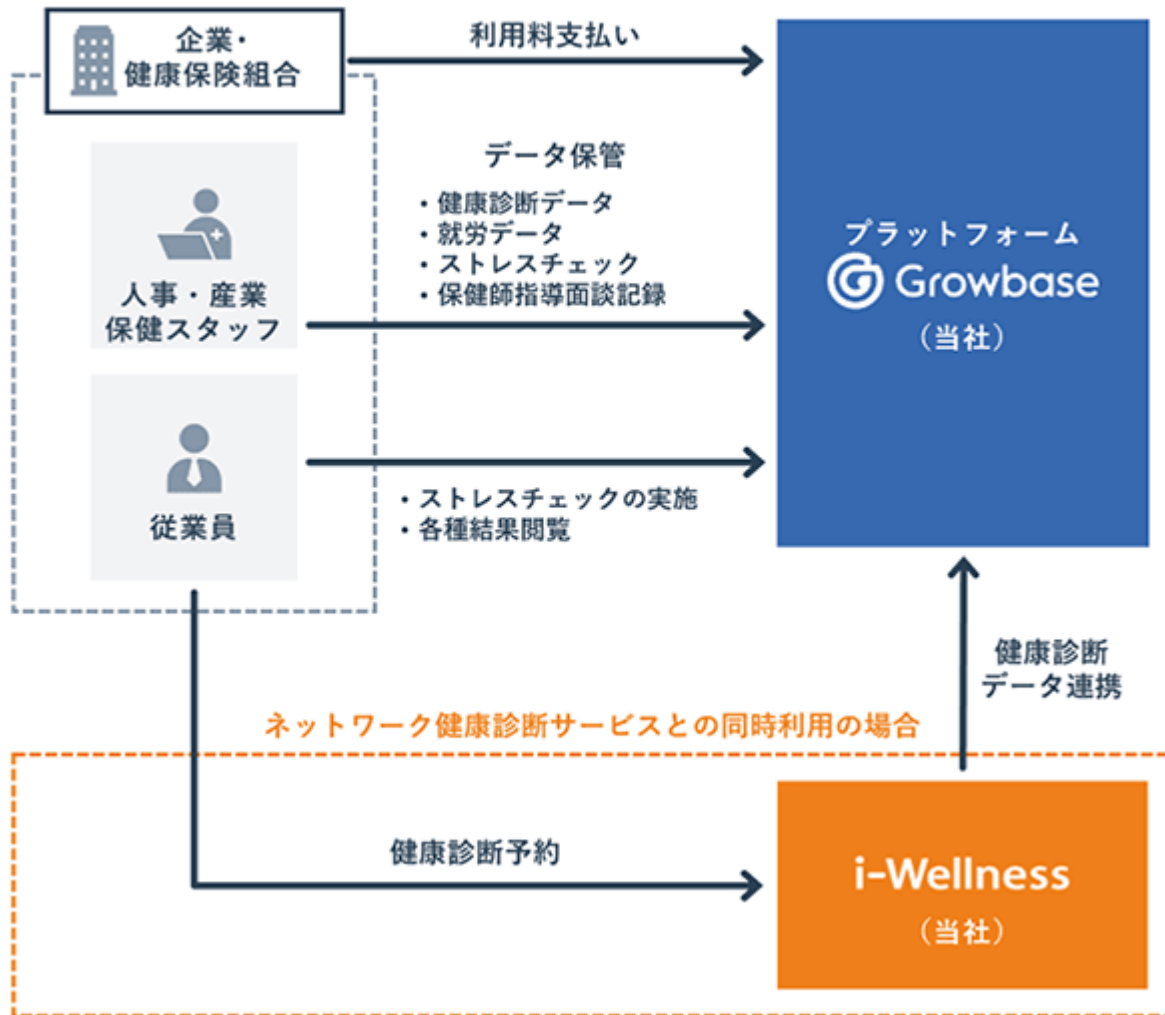 企業・
健康保険組合
利用料支払い
人事・産業
保健スタッフ
データ保管
・健康診断データ
・就労データ
・ストレスチェック
・保健師指導面談記録
プラットフォーム
Growbase
（当社）
従業員
・ストレスチェックの実施
・各種結果閲覧
健康診断
データ連携
ネットワーク健康診断サービスとの同時利用の場合
健康診断予約
i-Wellness
（当社）